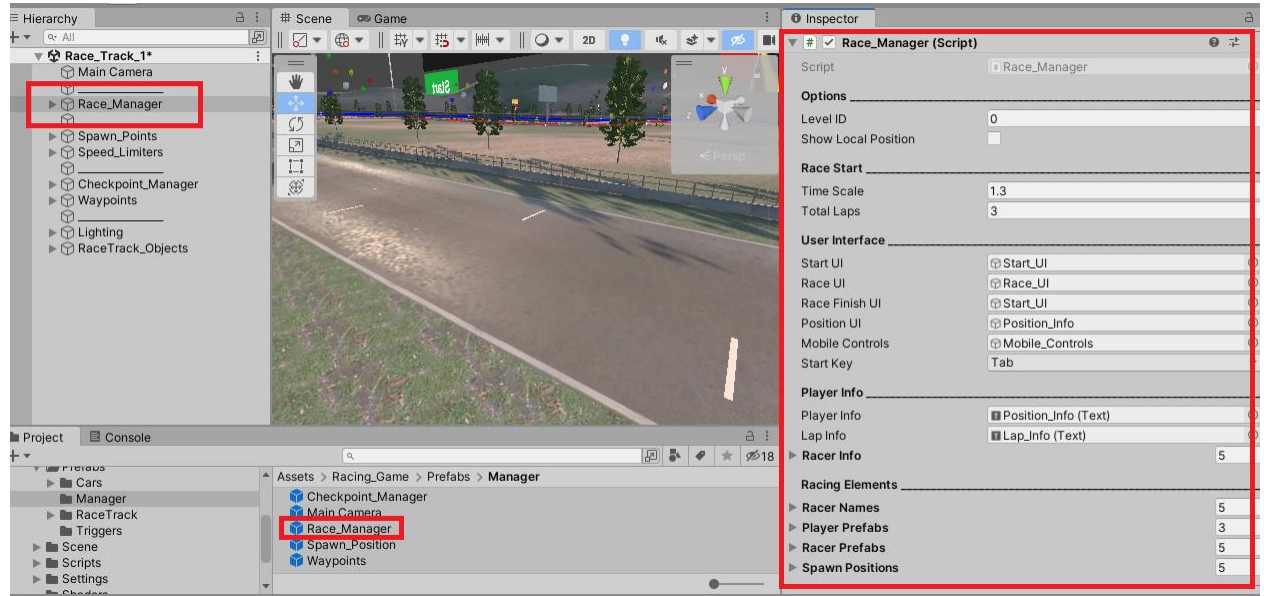 Hierarchy
All
Race_Track_1*
Main Camera
____________
Race_Manager
Spawn_Points
Speed_Limiters
____________
Checkpoint_Manager
Waypoints
____________
Lighting
RaceTrack_Objects
Scene
Game
2D
Start
y
x
z
Persp
Project
Console
18
Prefabs
Cars
Manager
RaceTrack
Triggers
Scene
Scripts
Settings
Shaders
Assets > Racing_Game > Prefabs > Manager
Checkpoint_Manager
Main Camera
Race_Manager
Spawn_Position
Waypoints
Inspector
Race_Manager (Script)
Script Race_Manager
Options
Level ID 0
Show Local Position
Race Start
Time Scale 1.3
Total Laps 3
User Interface
Start UI Start_UI
Race UI Race_UI
Race Finish UI Start_UI
Position UI Position_Info
Mobile Controls Mobile_Controls
Start Key Tab
Player Info
Player Info Position_Info (Text)
Lap Info Lap_Info (Text)
Racer Info 5
Racing Elements
Racer Names 5
Player Prefabs 3
Racer Prefabs 5
Spawn Positions 5